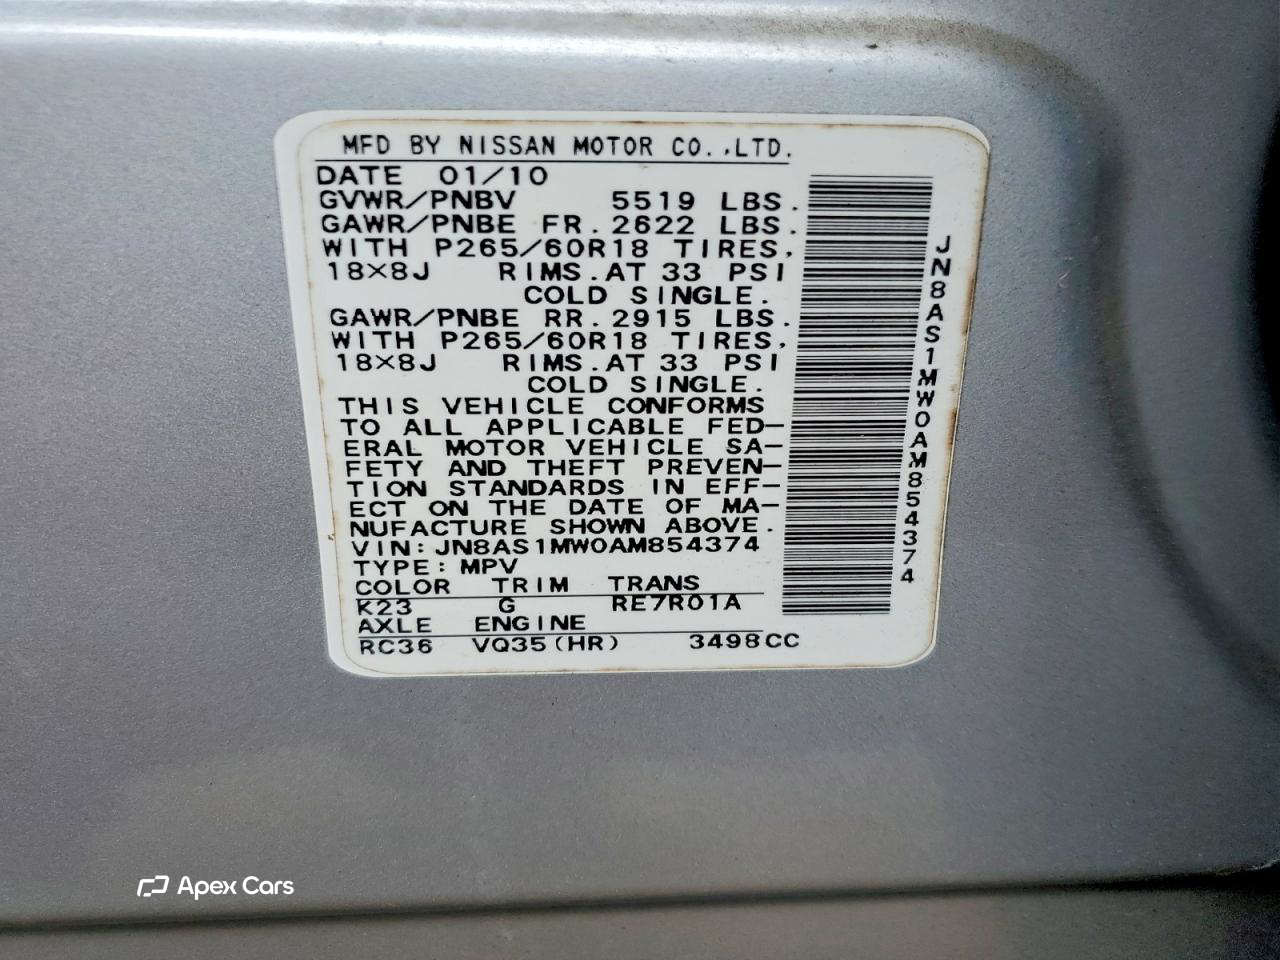 MFD BY NISSAN MOTOR CO.,LTD.
DATE 01/10
GVWR/PNBV 5519 LBS.
GAWR/PNBE FR.2622 LBS.
WITH P265/60R18 TIRES,
18×8J RIMS.AT 33 PSI
COLD SINGLE.
GAWR/PNBE RR.2915 LBS.
WITH P265/60R18 TIRES,
18×8J RIMS.AT 33 PSI
COLD SINGLE.
THIS VEHICLE CONFORMS
TO ALL APPLICABLE FED-
ERAL MOTOR VEHICLE SA-
FETY AND THEFT PREVEN-
TION STANDARDS IN EFF-
ECT ON THE DATE OF MA-
NUFACTURE SHOWN ABOVE.
VIN:JN8AS1MW0AM854374
TYPE:MPV
COLOR TRIM TRANS
K23 G RE7R01A
AXLE ENGINE
RC36 VQ35(HR) 3498CC
JN8AS1MW0AM854374
Apex Cars